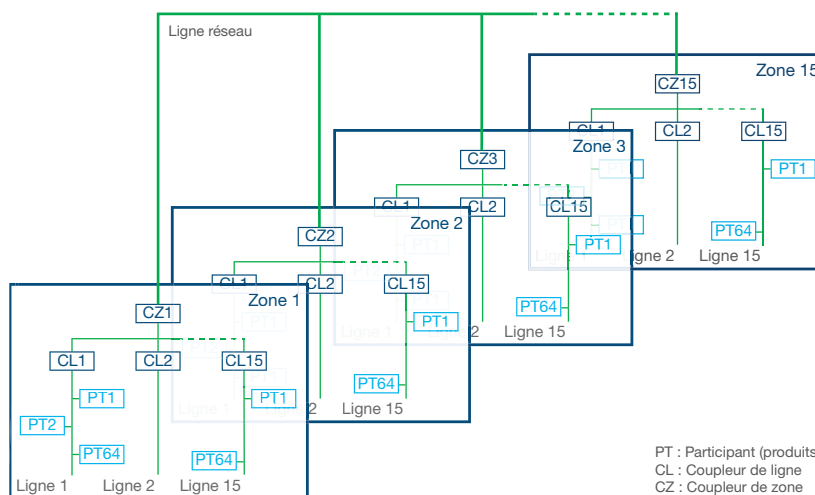 Ligne réseau
Zone 15
CZ15
CL1
CL2
CL15
PT1
PT64
Ligne 2
Ligne 15
Zone 3
CZ3
CL1
CL2
CL15
PT1
PT64
Ligne 15
Zone 2
CZ2
CL1
CL2
CL15
PT1
PT1
PT64
Ligne 1
Ligne 15
Zone 1
CZ1
CL1
CL2
CL15
PT1
PT1
PT2
PT64
PT64
Ligne 1
Ligne 2
Ligne 15
PT : Participant (produits
CL : Coupleur de ligne
CZ : Coupleur de zone